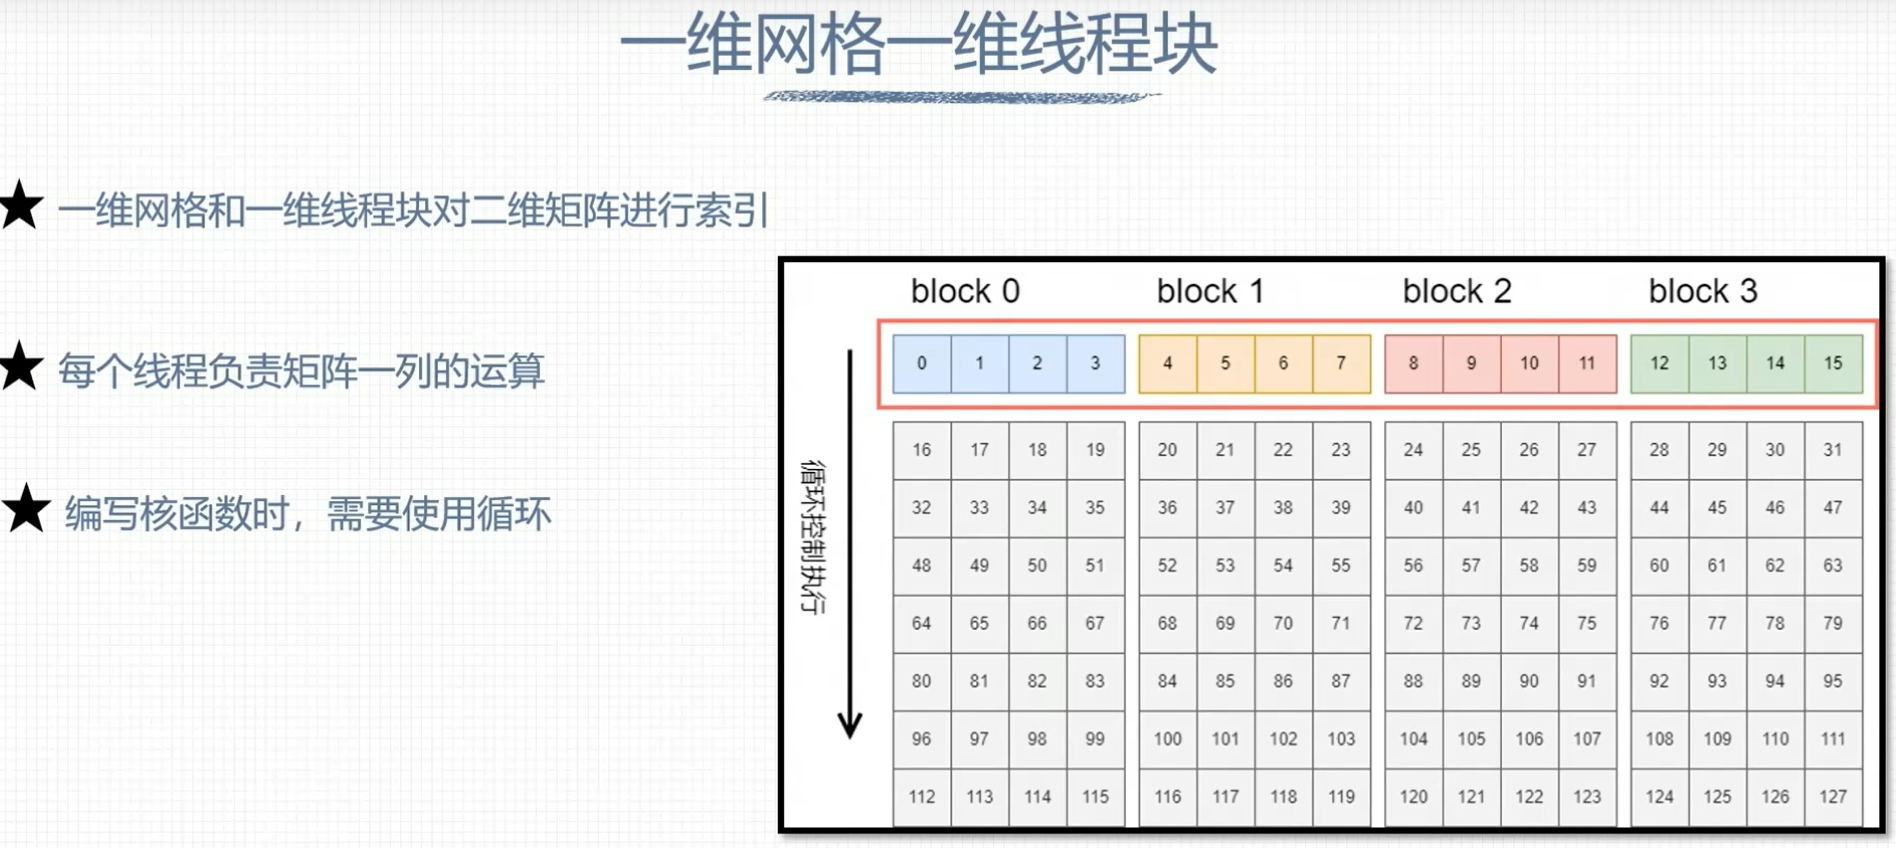 一维网格一维线程块
★ 一维网格和一维线程块对二维矩阵进行索引
★ 每个线程负责矩阵一列的运算
★ 编写核函数时，需要使用循环
block 0 block 1 block 2 block 3
循环控制执行
0 1 2 3 4 5 6 7 8 9 10 11 12 13 14 15
16 17 18 19 20 21 22 23 24 25 26 27 28 29 30 31
32 33 34 35 36 37 38 39 40 41 42 43 44 45 46 47
48 49 50 51 52 53 54 55 56 57 58 59 60 61 62 63
64 65 66 67 68 69 70 71 72 73 74 75 76 77 78 79
80 81 82 83 84 85 86 87 88 89 90 91 92 93 94 95
96 97 98 99 100 101 102 103 104 105 106 107 108 109 110 111
112 113 114 115 116 117 118 119 120 121 122 123 124 125 126 127